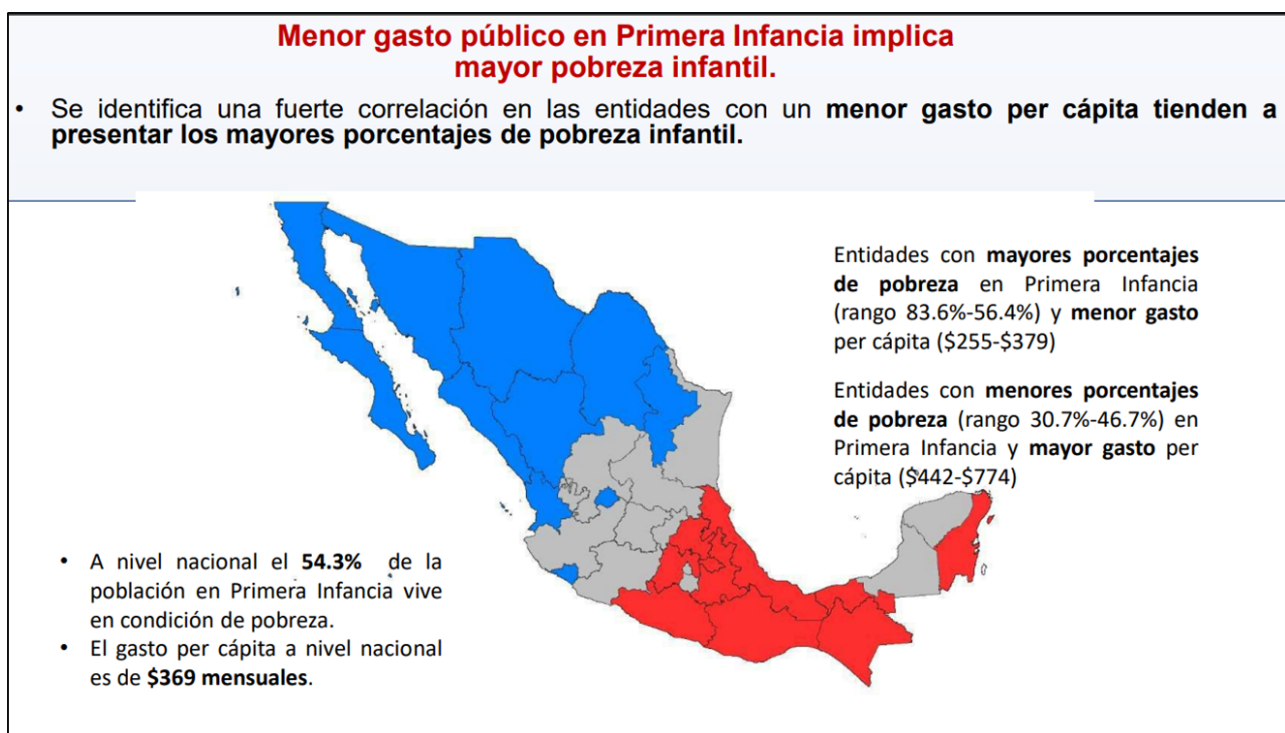 Menor gasto público en Primera Infancia implica
mayor pobreza infantil.
• Se identifica una fuerte correlación en las entidades con un menor gasto per cápita tienden a
presentar los mayores porcentajes de pobreza infantil.
Entidades con mayores porcentajes
de pobreza en Primera Infancia
(rango 83.6%-56.4%) y menor gasto
per cápita ($255-$379)
Entidades con menores porcentajes
de pobreza (rango 30.7%-46.7%) en
Primera Infancia y mayor gasto per
cápita ($442-$774)
• A nivel nacional el 54.3% de la
población en Primera Infancia vive
en condición de pobreza.
• El gasto per cápita a nivel nacional
es de $369 mensuales.